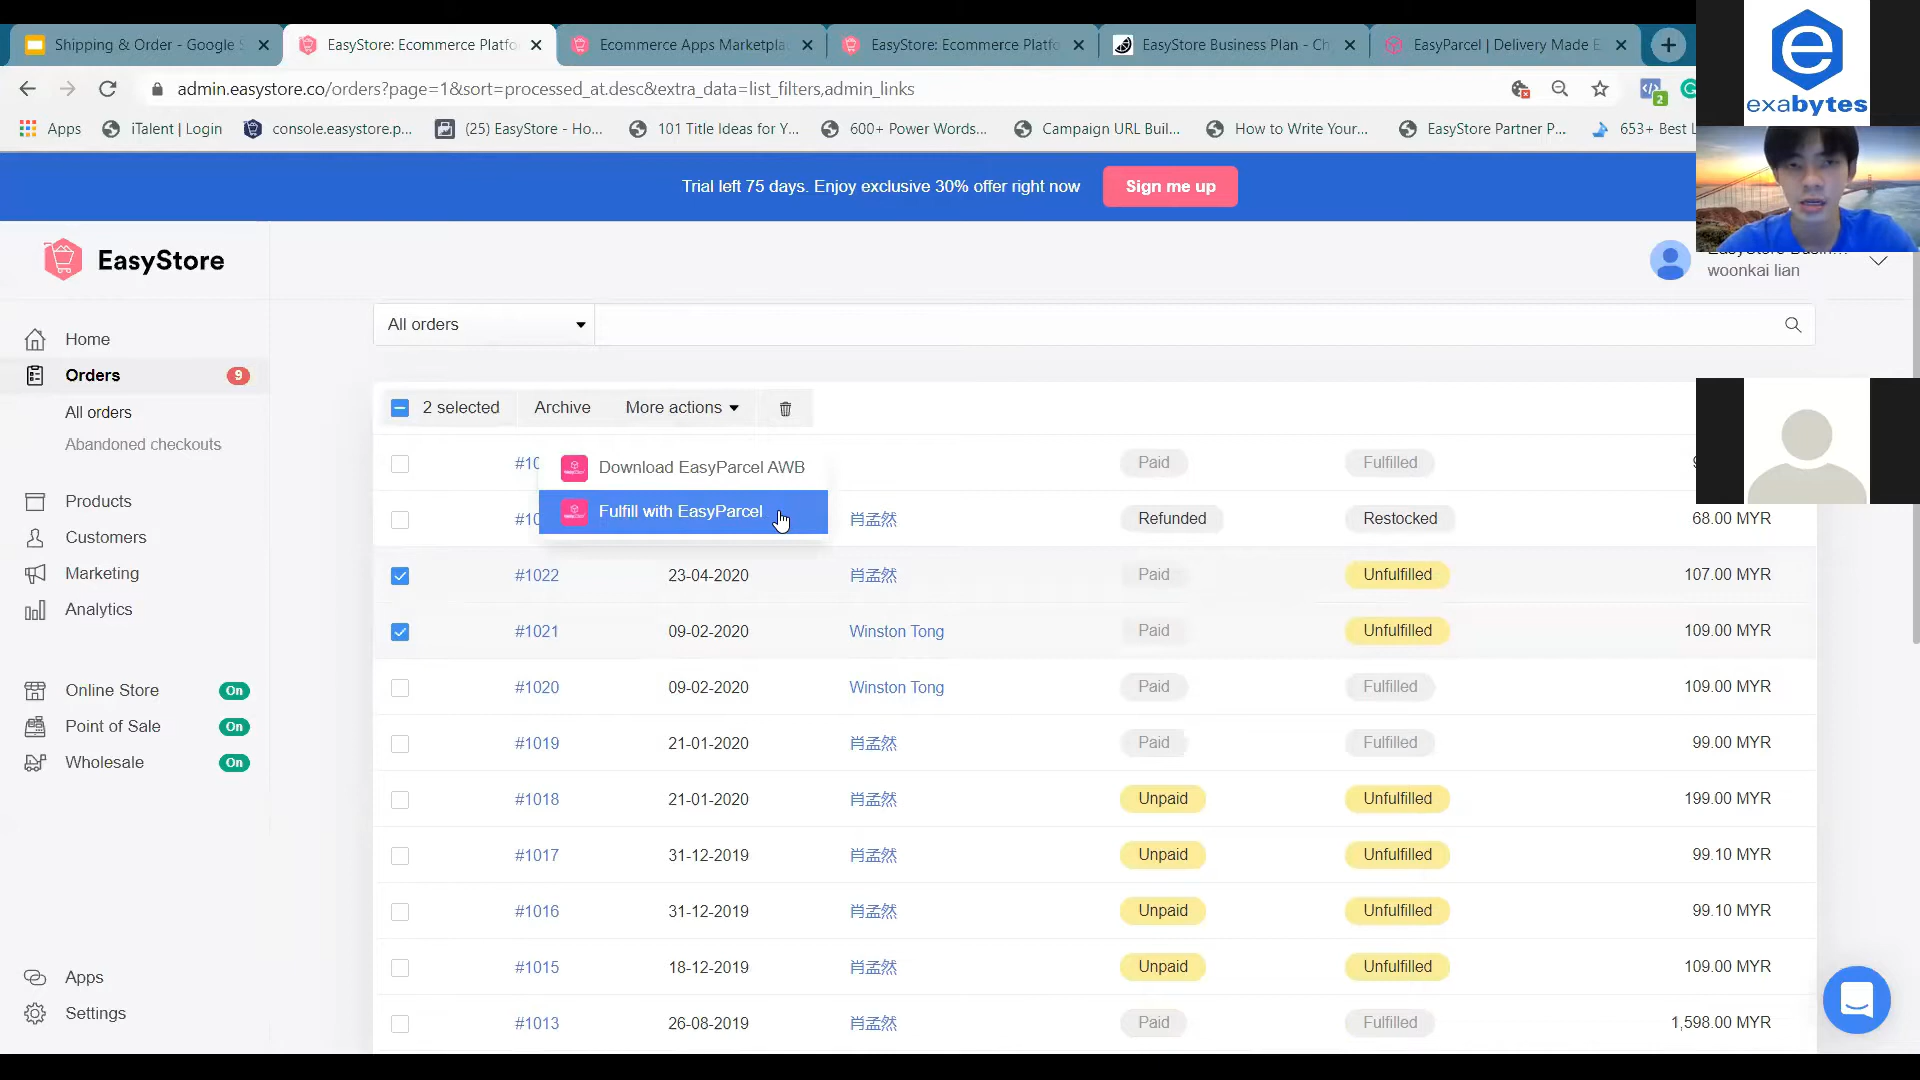 Shipping & Order - Google S
EasyStore: Ecommerce Platfo
Ecommerce Apps Marketpla
EasyStore: Ecommerce Platfo
EasyStore Business Plan - Ch
EasyParcel | Delivery Made E
admin.easystore.co/orders?page=1&sort=processed_at.desc&extra_data=list_filters,admin_links
2
Apps
iTalent | Login
console.easystore.p...
(25) EasyStore - Ho...
101 Title Ideas for Y...
600+ Power Words...
Campaign URL Buil...
How to Write Your...
EasyStore Partner P...
653+ Best L
exabytes
Trial left 75 days. Enjoy exclusive 30% offer right now
Sign me up
EasyStore
woonkai lian
Home
Orders 9
All orders
Abandoned checkouts
Products
Customers
Marketing
Analytics
Online Store On
Point of Sale On
Wholesale On
Apps
Settings
All orders
2 selected Archive More actions
Download EasyParcel AWB
Fulfill with EasyParcel
#10 Paid Fulfilled
#10 肖孟然 Refunded Restocked 68.00 MYR
#1022 23-04-2020 肖孟然 Paid Unfulfilled 107.00 MYR
#1021 09-02-2020 Winston Tong Paid Unfulfilled 109.00 MYR
#1020 09-02-2020 Winston Tong Paid Fulfilled 109.00 MYR
#1019 21-01-2020 肖孟然 Paid Fulfilled 99.00 MYR
#1018 21-01-2020 肖孟然 Unpaid Unfulfilled 199.00 MYR
#1017 31-12-2019 肖孟然 Unpaid Unfulfilled 99.10 MYR
#1016 31-12-2019 肖孟然 Unpaid Unfulfilled 99.10 MYR
#1015 18-12-2019 肖孟然 Unpaid Unfulfilled 109.00 MYR
#1013 26-08-2019 肖孟然 Paid Fulfilled 1,598.00 MYR